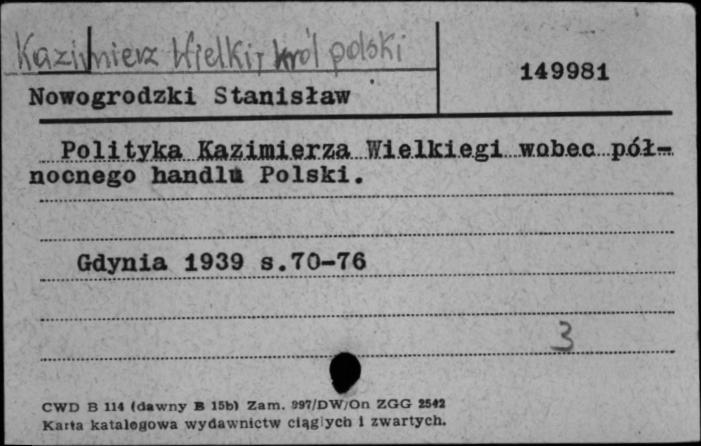 Kazimierz Wielki, król polski
149981
Nowogrodzki Stanisław
Polityka Kazimierza Wielkiegi wobec pół-
nocnego handlu Polski.
Gdynia 1939 s.70-76
3
CWD B 114 (dawny B 15b) Zam. 997/DW/On ZGG 2542
Karta katalogowa wydawnictw ciągłych i zwartych.